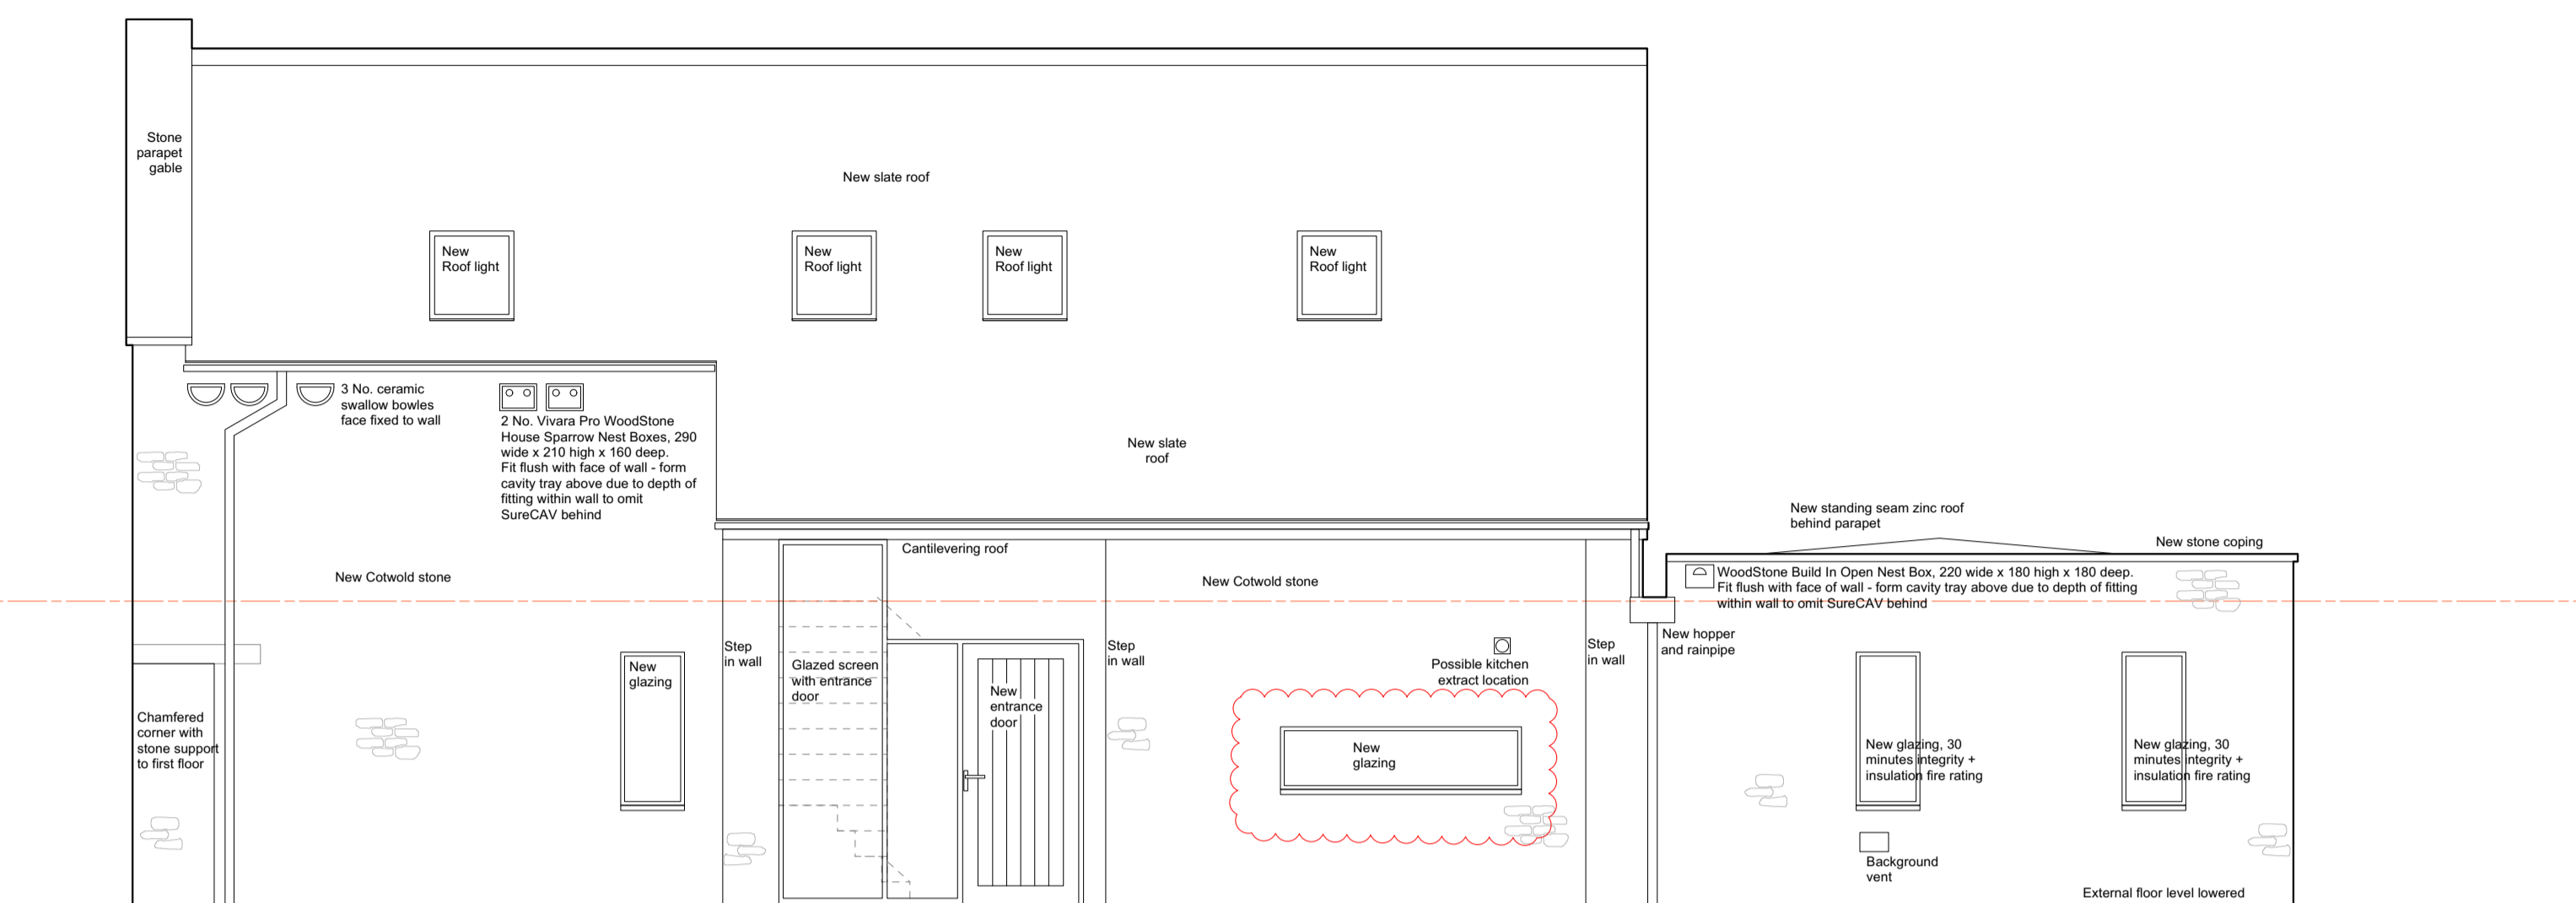 Stone
parapet
gable
New slate roof
New
Roof light
New
Roof light
New
Roof light
New
Roof light
3 No. ceramic
swallow bowles
face fixed to wall
2 No. Vivara Pro WoodStone
House Sparrow Nest Boxes, 290
wide x 210 high x 160 deep.
Fit flush with face of wall - form
cavity tray above due to depth of
fitting within wall to omit
SureCAV behind
New slate
roof
New standing seam zinc roof
behind parapet
New stone coping
Cantilevering roof
New Cotwold stone
New Cotwold stone
WoodStone Build In Open Nest Box, 220 wide x 180 high x 180 deep.
Fit flush with face of wall - form cavity tray above due to depth of fitting
within wall to omit SureCAV behind
Step
in wall
Step
in wall
Step
in wall
New hopper
and rainpipe
New
glazing
Glazed screen
with entrance
door
New
entrance
door
Possible kitchen
extract location
Chamfered
corner with
stone support
to first floor
New
glazing
New glazing, 30
minutes integrity +
insulation fire rating
New glazing, 30
minutes integrity +
insulation fire rating
Background
vent
External floor level lowered